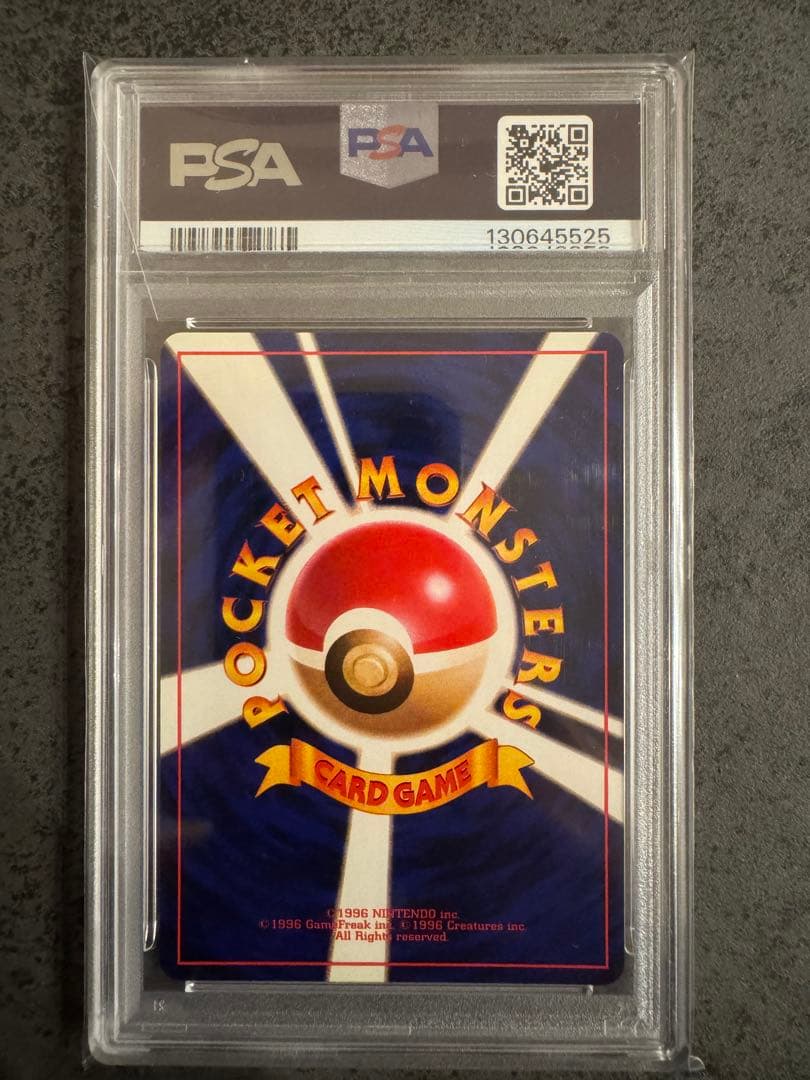 PSA
PSA
130645525
POCKET MONSTERS
CARD GAME
©1996 NINTENDO inc.
©1996 GameFreak inc. ©1996 Creatures inc.
All Rights reserved.